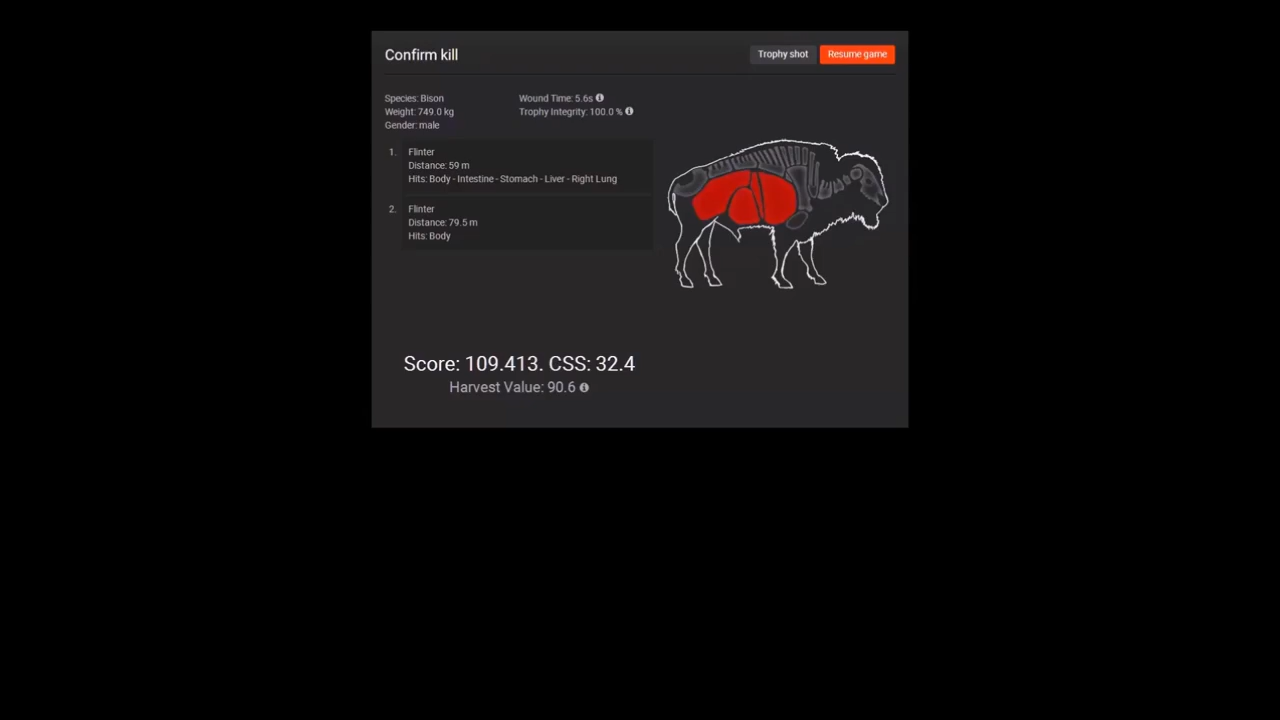 Confirm kill
Trophy shot
Resume game
Species: Bison
Weight: 749.0 kg
Gender: male
Wound Time: 5.6s
Trophy Integrity: 100.0 %
1.
Flinter
Distance: 59 m
Hits: Body - Intestine - Stomach - Liver - Right Lung
2.
Flinter
Distance: 79.5 m
Hits: Body
Score: 109.413. CSS: 32.4
Harvest Value: 90.6